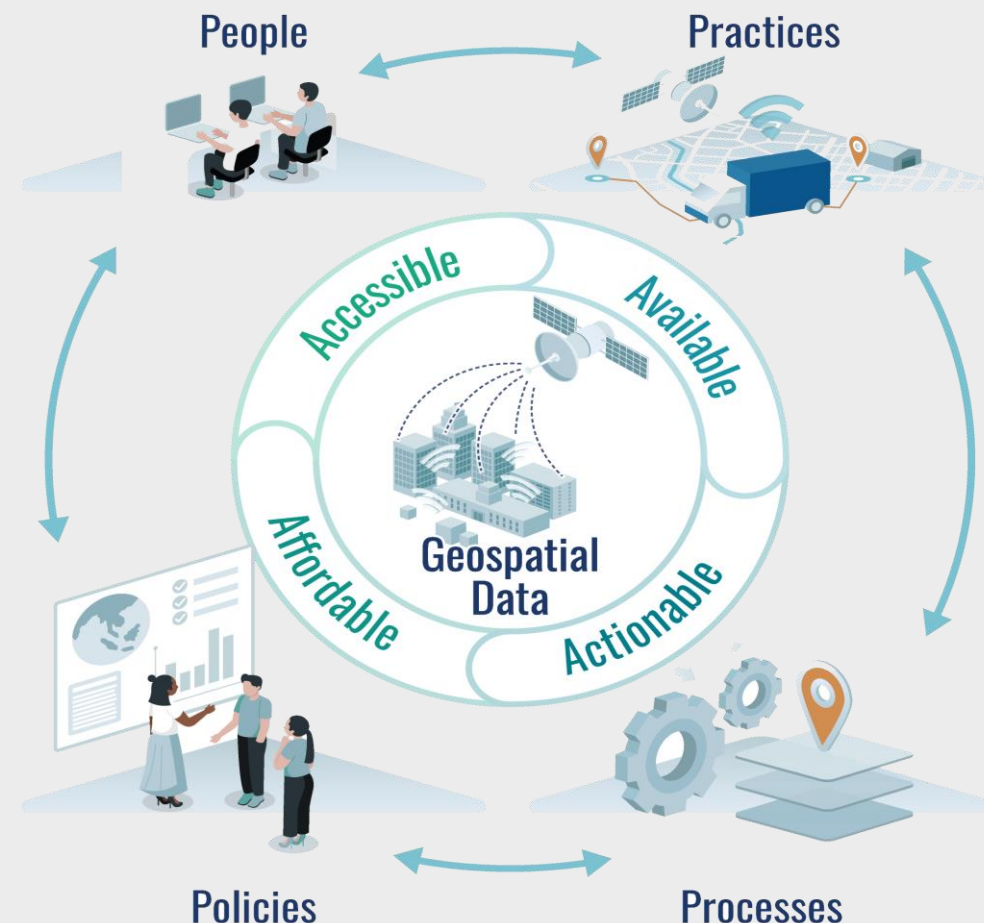 People
Practices
Accessible
Available
Geospatial
Data
Affordable
Actionable
Policies
Processes